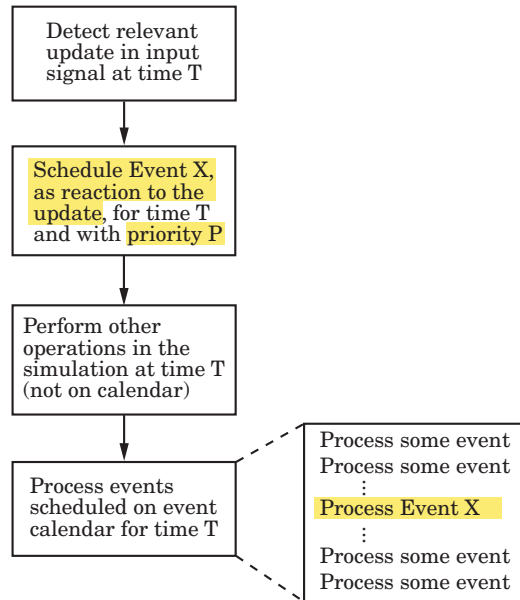 Detect relevant
update in input
signal at time T
Schedule Event X,
as reaction to the
update, for time T
and with priority P
Perform other
operations in the
simulation at time T
(not on calendar)
Process events
scheduled on event
calendar for time T
Process some event
Process some event
⋮
Process Event X
⋮
Process some event
Process some event